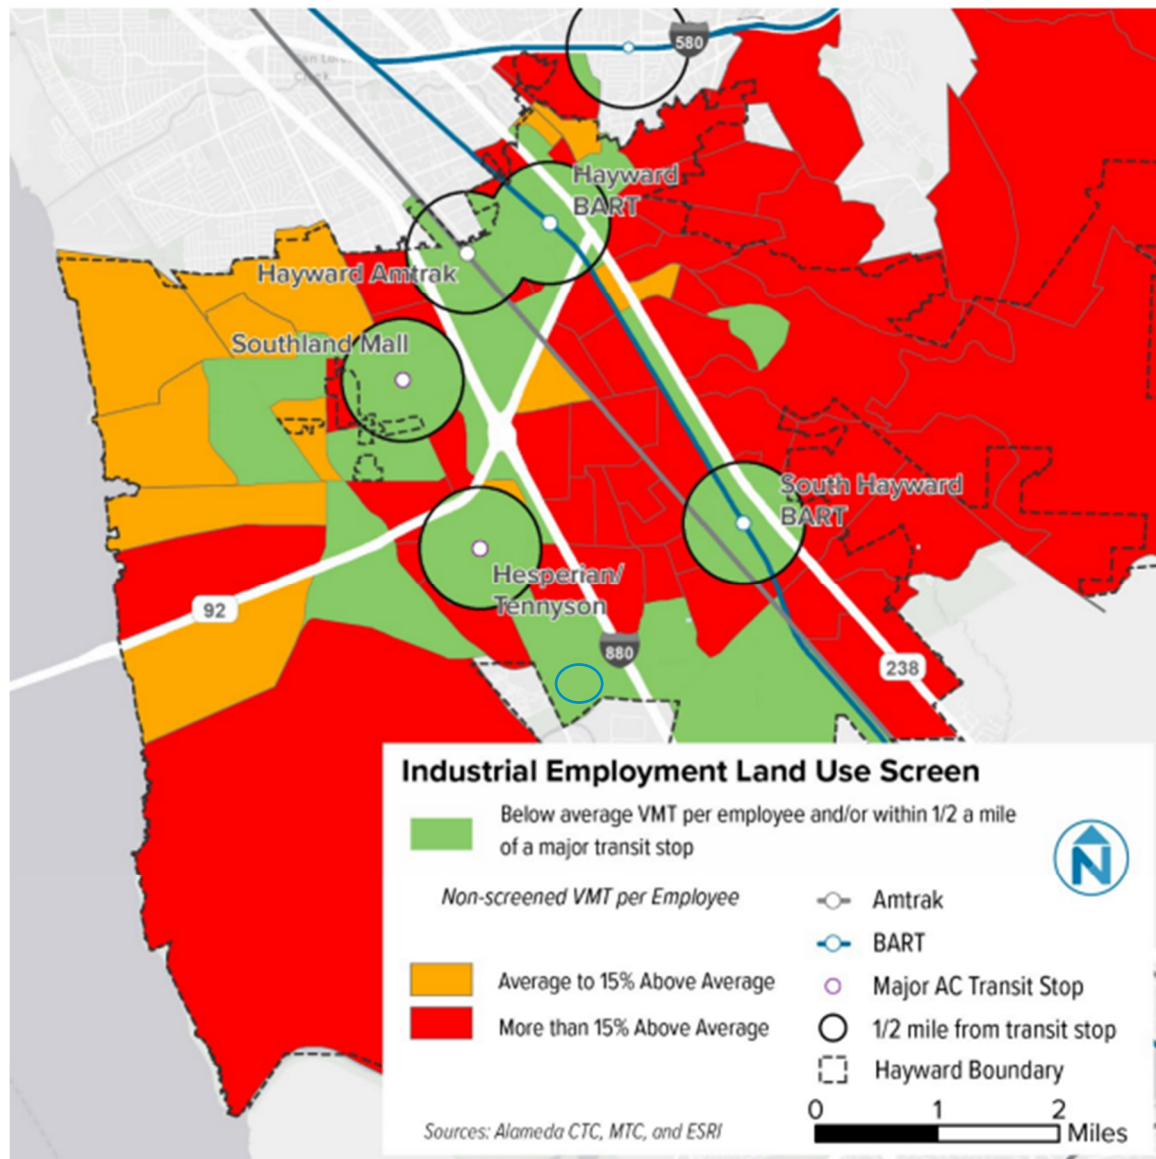 580
Hayward
BART
Hayward Amtrak
Southland Mall
South Hayward
BART
Hesperian/
Tennyson
92
880
238
Industrial Employment Land Use Screen
Below average VMT per employee and/or within 1/2 a mile
of a major transit stop
Non-screened VMT per Employee
Average to 15% Above Average
More than 15% Above Average
N
Amtrak
BART
Major AC Transit Stop
1/2 mile from transit stop
Hayward Boundary
0 1 2
Miles
Sources: Alameda CTC, MTC, and ESRI